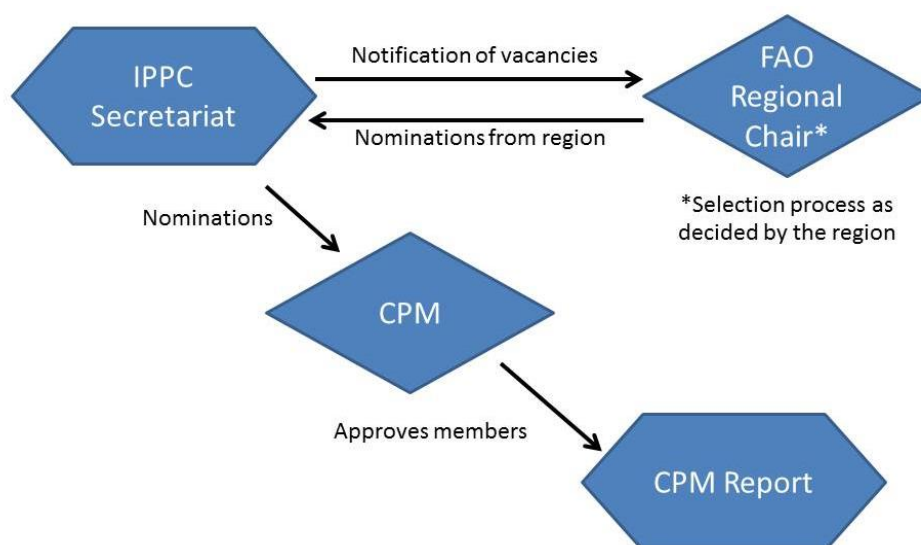 IPPC
Secretariat
Notification of vacancies
FAO
Regional
Chair*
Nominations from region
*Selection process as
decided by the region
Nominations
CPM
Approves members
CPM Report